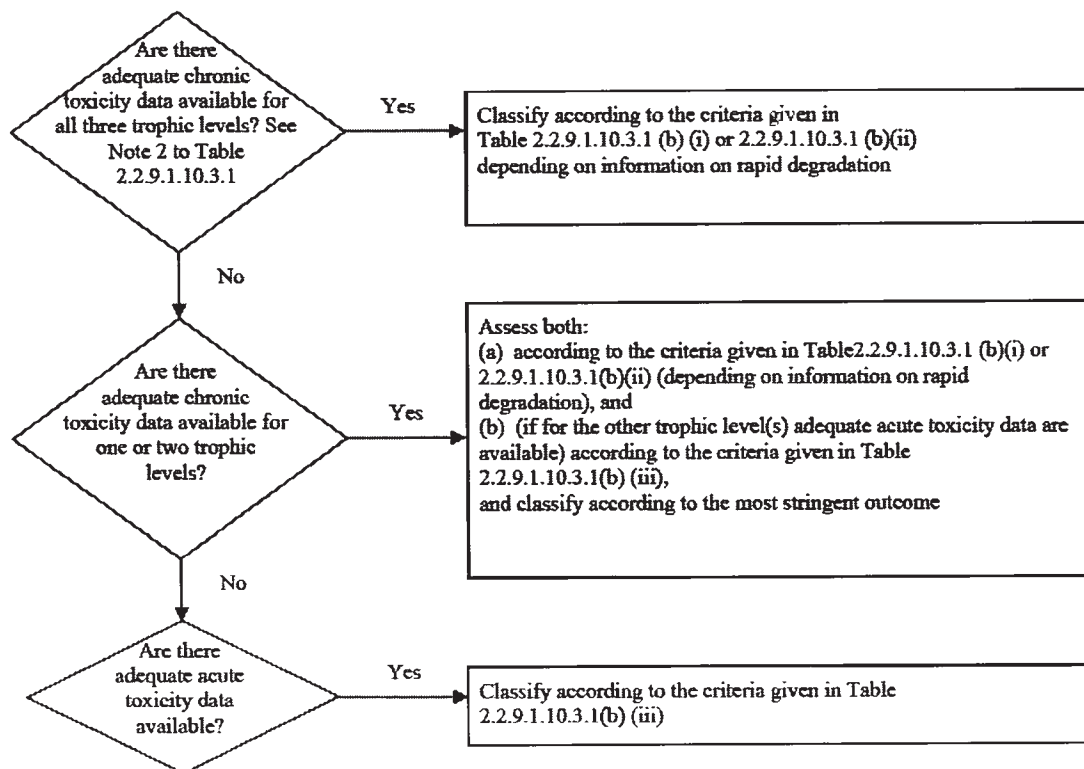 Are there
adequate chronic
toxicity data available for
all three trophic levels? See
Note 2 to Table
2.2.9.1.10.3.1
Yes
Classify according to the criteria given in
Table 2.2.9.1.10.3.1 (b) (i) or 2.2.9.1.10.3.1 (b)(ii)
depending on information on rapid degradation
No
Are there
adequate chronic
toxicity data available for
one or two trophic
levels?
Yes
Assess both:
(a) according to the criteria given in Table2.2.9.1.10.3.1 (b)(i) or
2.2.9.1.10.3.1(b)(ii) (depending on information on rapid
degradation), and
(b) (if for the other trophic level(s) adequate acute toxicity data are
available) according to the criteria given in Table
2.2.9.1.10.3.1(b) (iii),
and classify according to the most stringent outcome
No
Are there
adequate acute
toxicity data
available?
Yes
Classify according to the criteria given in Table
2.2.9.1.10.3.1(b) (iii)